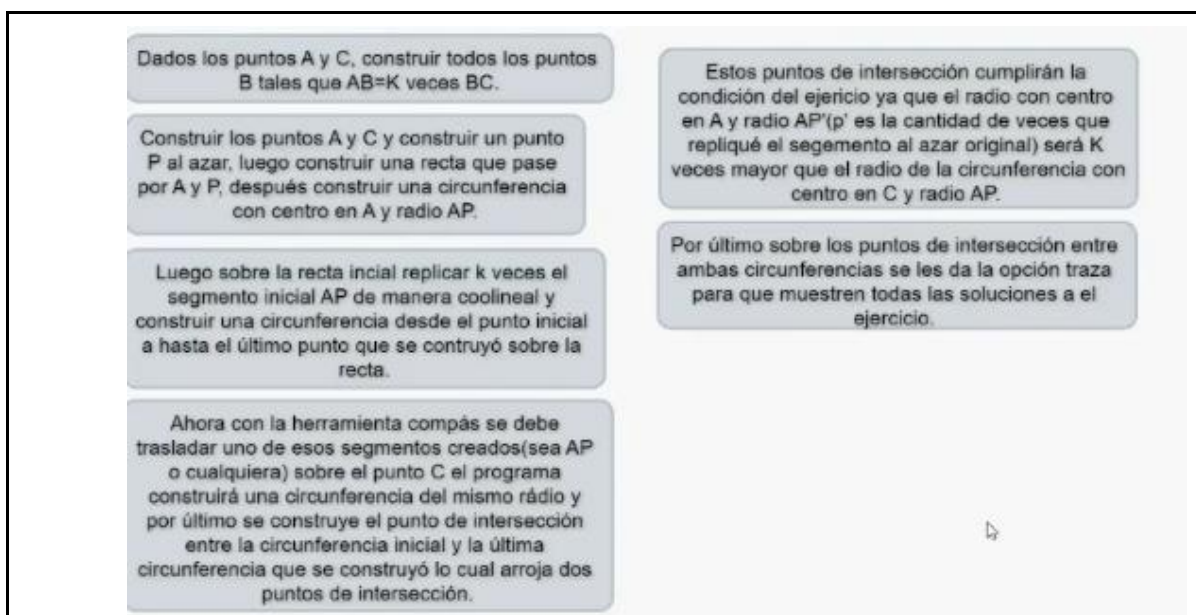 Dados los puntos A y C, construir todos los puntos
B tales que AB=K veces BC.
Construir los puntos A y C y construir un punto
P al azar, luego construir una recta que pase
por A y P, después construir una circunferencia
con centro en A y radio AP.
Luego sobre la recta incial replicar k veces el
segmento inicial AP de manera coolineal y
construir una circunferencia desde el punto inicial
a hasta el último punto que se contruyó sobre la
recta.
Ahora con la herramienta compás se debe
trasladar uno de esos segmentos creados(sea AP
o cualquiera) sobre el punto C el programa
construirá una circunferencia del mismo rádio y
por último se construye el punto de intersección
entre la circunferencia inicial y la última
circunferencia que se construyó lo cual arroja dos
puntos de intersección.
Estos puntos de intersección cumplirán la
condición del ejericio ya que el radio con centro
en A y radio AP'(p' es la cantidad de veces que
repliqué el segemento al azar original) será K
veces mayor que el radio de la circunferencia con
centro en C y radio AP.
Por último sobre los puntos de intersección entre
ambas circunferencias se les da la opción traza
para que muestren todas las soluciones a el
ejercicio.